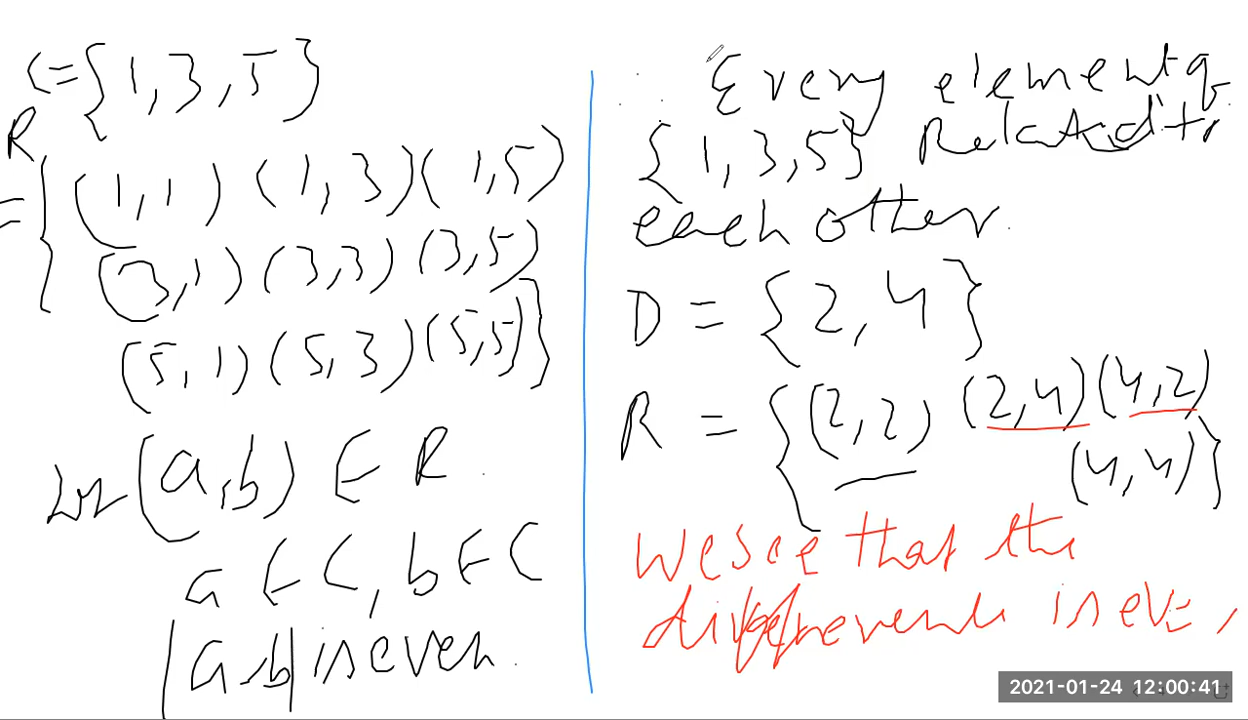 C={1,3,5}
R
={(1,1)(1,3)(1,5)
(3,1)(3,3)(3,5)
(5,1)(5,3)(5,5)}
Let (a,b) ∈ R.
a ∈ C, b ∈ C
|a-b| is even.
Every element of
{1,3,5} Related to
each other.
D = {2,4}
R = {(2,2) (2,4)(4,2)
(4,4)}
We see that the
is eve
2021-01-24 12:00:41